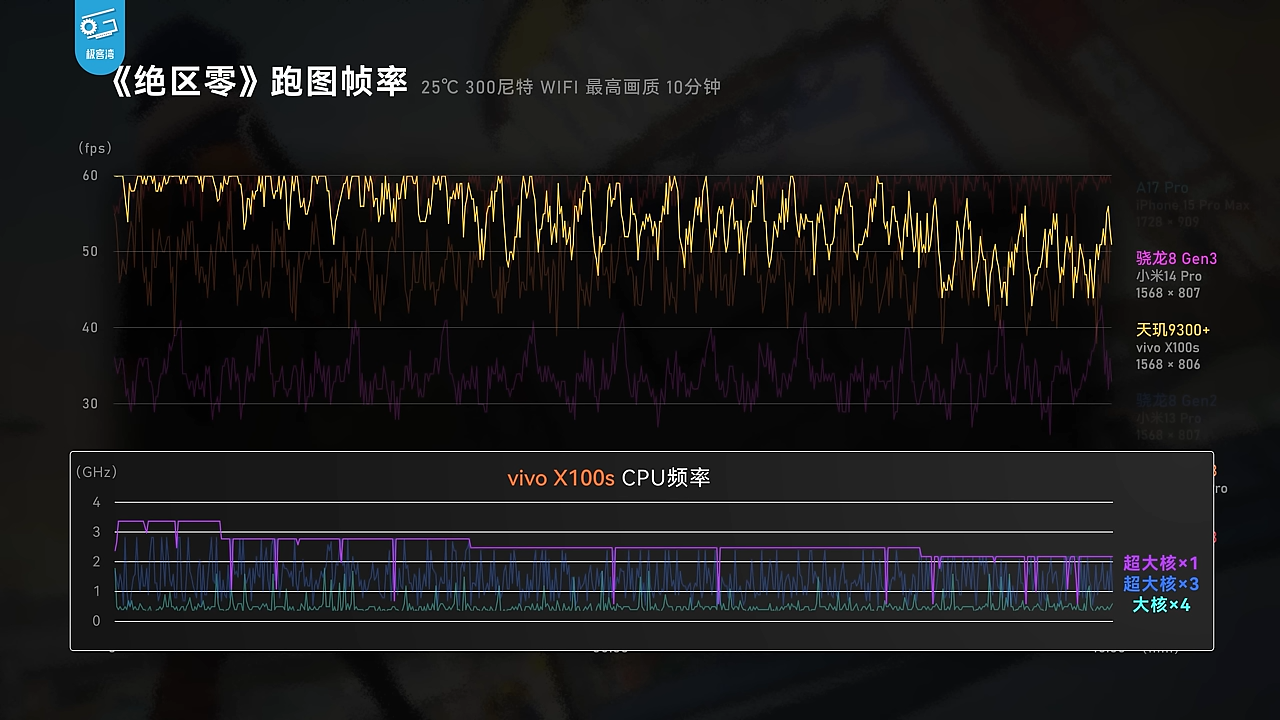 极客湾
《绝区零》跑图帧率 25℃ 300尼特 WIFI 最高画质 10分钟
(fps)
60
50
40
30
A17 Pro
iPhone 15 Pro Max
1728 × 909
骁龙8 Gen3
小米14 Pro
1568 × 807
天玑9300+
vivo X100s
1568 × 806
骁龙8 Gen2
小米13 Pro
1568 × 807
(GHz)
vivo X100s CPU频率
4
3
2
1
0
超大核×1
超大核×3
大核×4